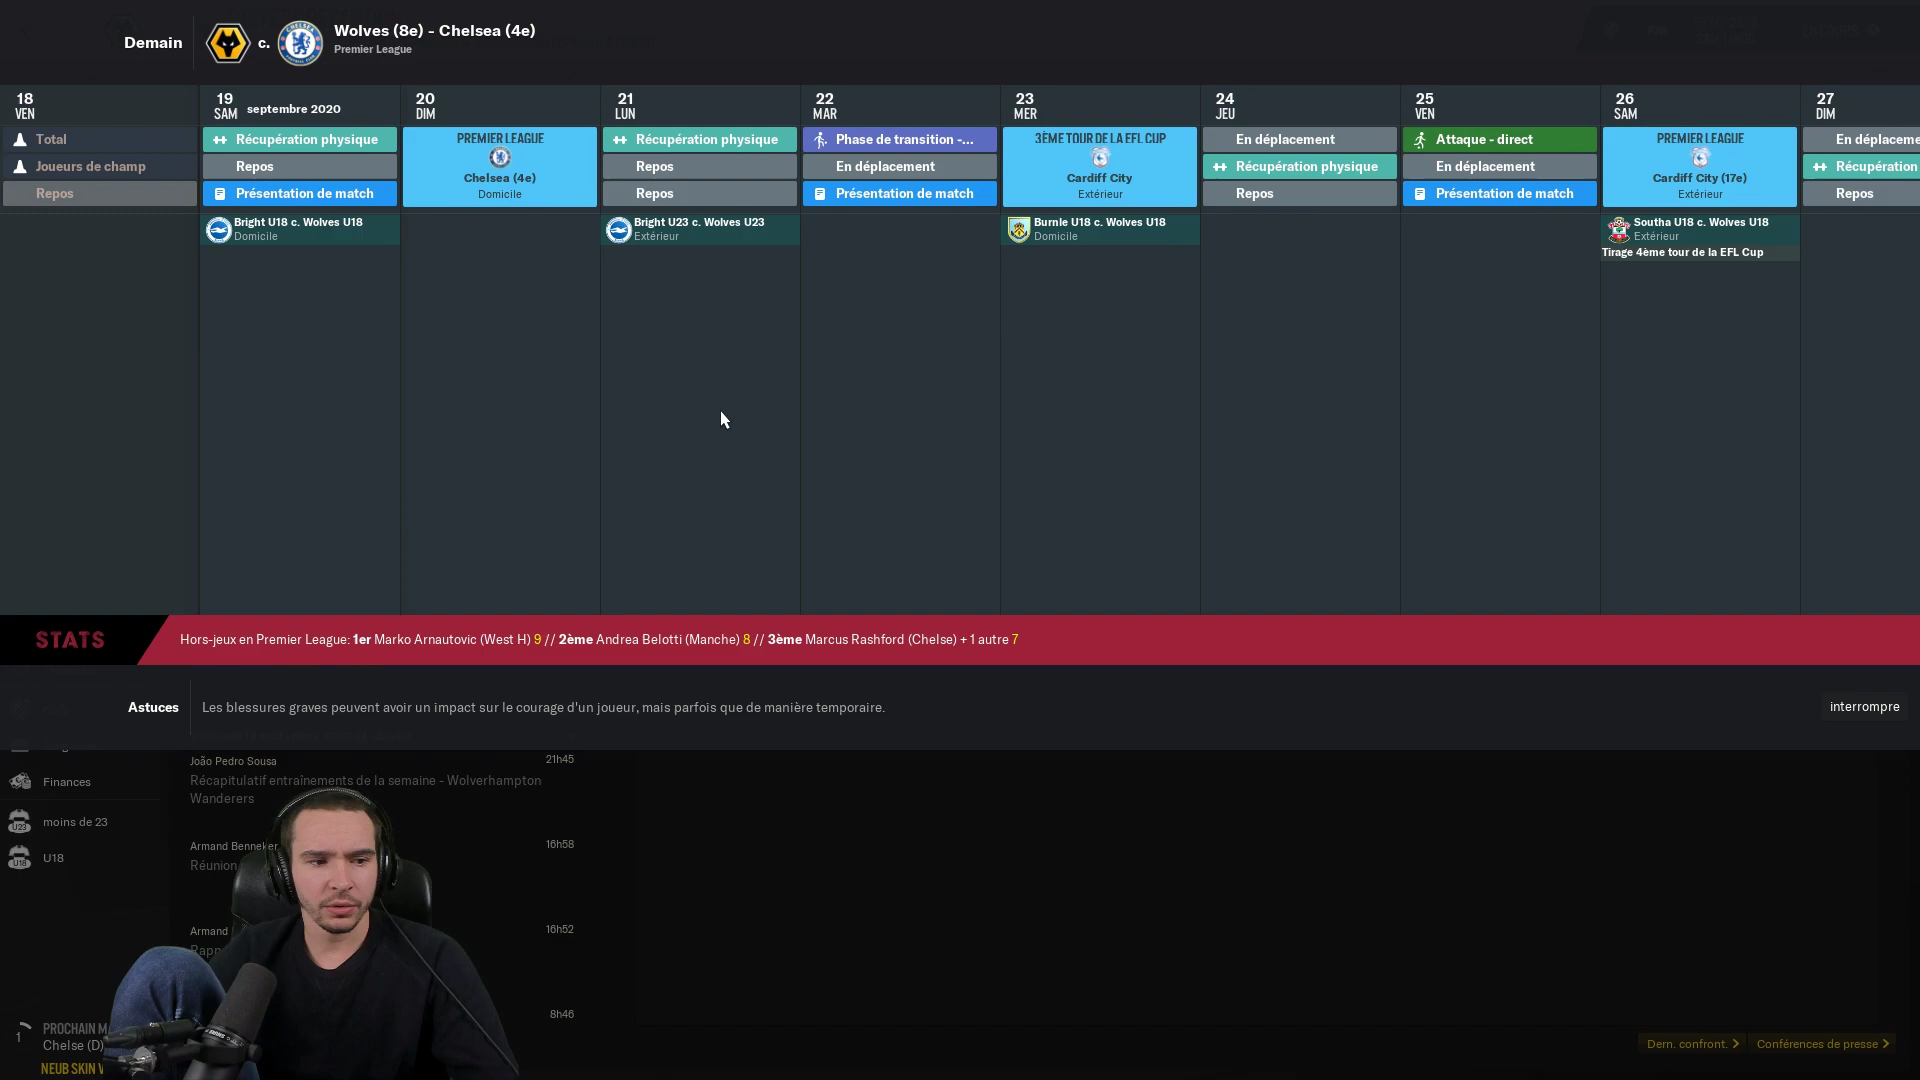 Demain
c.
Wolves (8e) - Chelsea (4e)
Premier League
18
VEN
19
SAM septembre 2020
20
DIM
21
LUN
22
MAR
23
MER
24
JEU
25
VEN
26
SAM
27
DIM
Total
Joueurs de champ
Repos
Récupération physique
Repos
Présentation de match
PREMIER LEAGUE
Chelsea (4e)
Domicile
Récupération physique
Repos
Repos
Phase de transition -...
En déplacement
Présentation de match
3ÈME TOUR DE LA EFL CUP
Cardiff City
Extérieur
En déplacement
Récupération physique
Repos
Attaque - direct
En déplacement
Présentation de match
PREMIER LEAGUE
Cardiff City (17e)
Extérieur
En déplaceme
Récupération
Repos
Bright U18 c. Wolves U18
Domicile
Bright U23 c. Wolves U23
Extérieur
Burnle U18 c. Wolves U18
Domicile
Southa U18 c. Wolves U18
Extérieur
Tirage 4ème tour de la EFL Cup
STATS
Hors-jeux en Premier League: 1er Marko Arnautovic (West H) 9 // 2ème Andrea Belotti (Manche) 8 // 3ème Marcus Rashford (Chelse) + 1 autre 7
Astuces
Les blessures graves peuvent avoir un impact sur le courage d'un joueur, mais parfois que de manière temporaire.
interrompre
Finances
moins de 23
U18
João Pedro Sousa
21h45
Récapitulatif entraînements de la semaine - Wolverhampton
Wanderers
Armand Benneker
16h58
Réunion
Armand
16h52
Rapp
8h46
1
PROCHAIN M
Chelse (D)
NEUB SKIN V
Dern. confront.
Conférences de presse